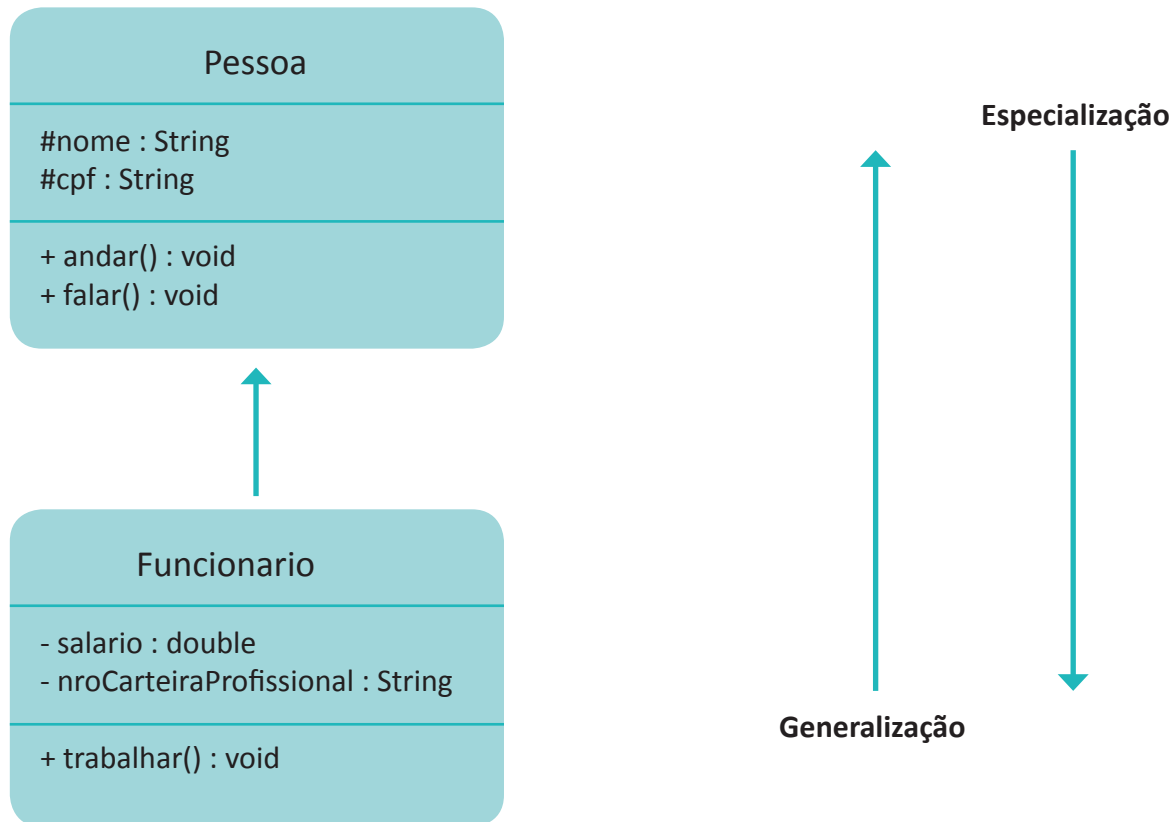 Pessoa
#nome : String
#cpf : String
+ andar() : void
+ falar() : void
Funcionario
- salario : double
- nroCarteiraProfissional : String
+ trabalhar() : void
Especialização
Generalização